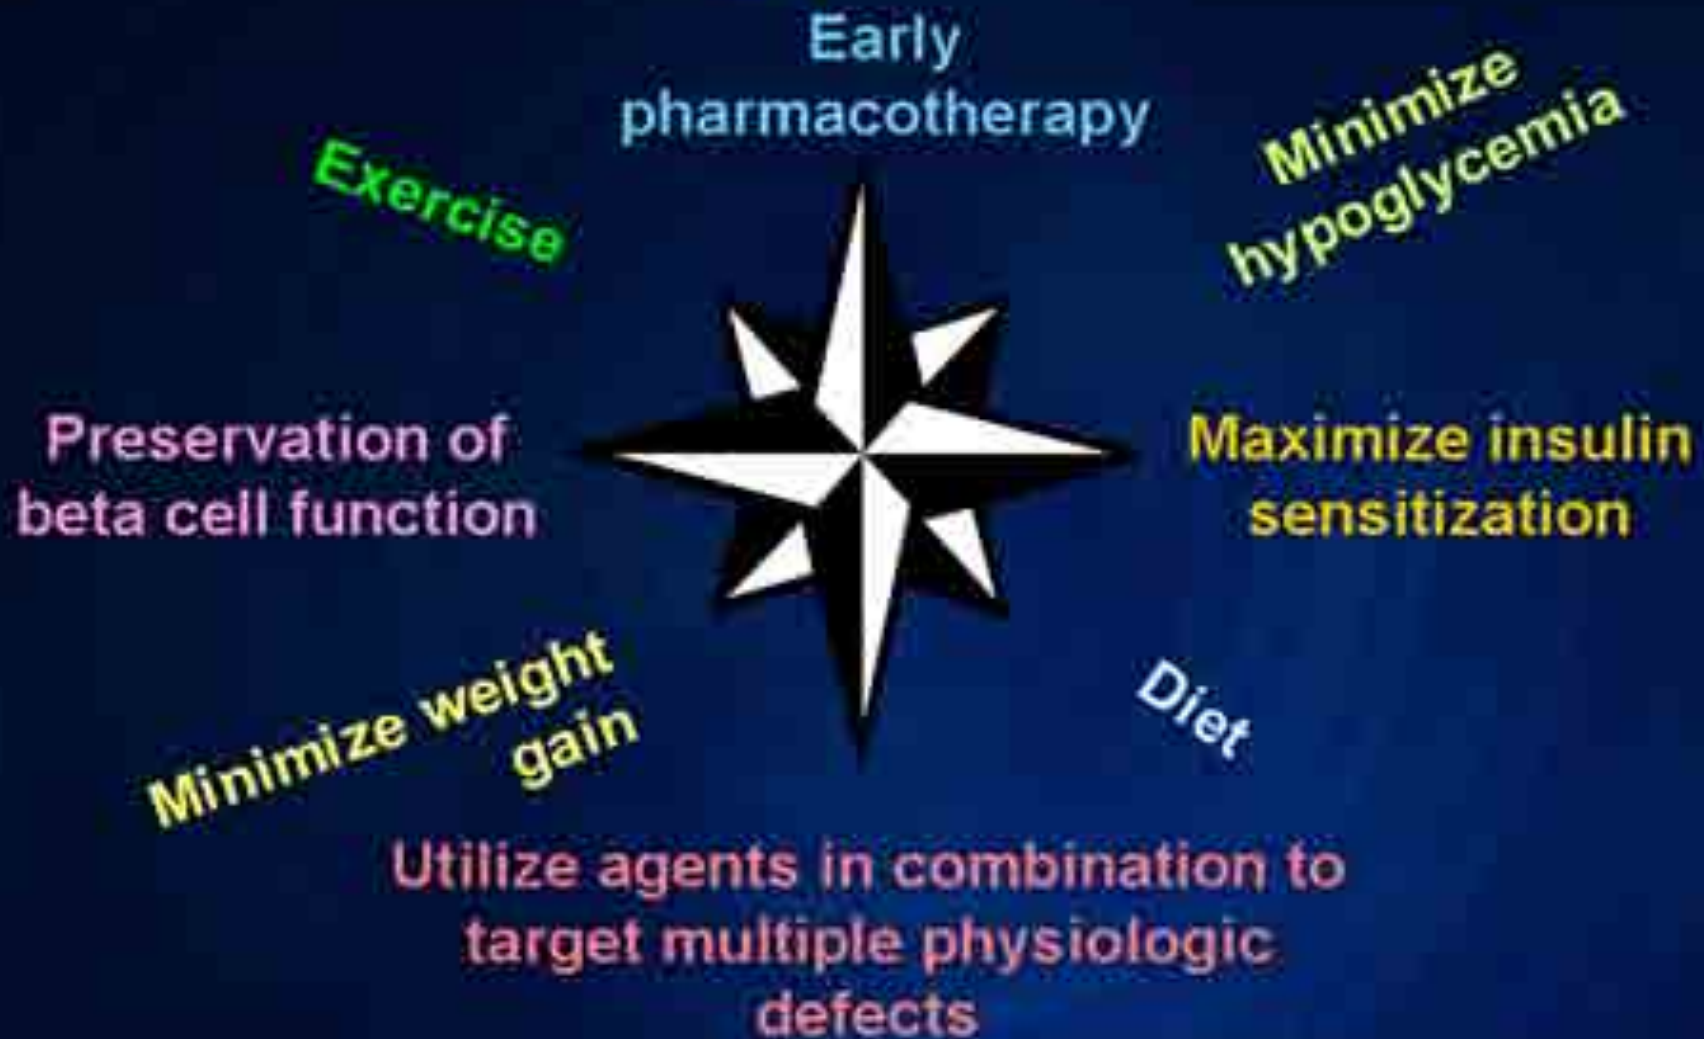 Early
pharmacotherapy
Minimize
hypoglycemia
Exercise
Preservation of
beta cell function
Maximize insulin
sensitization
Minimize weight
gain
Diet
Utilize agents in combination to
target multiple physiologic
defects